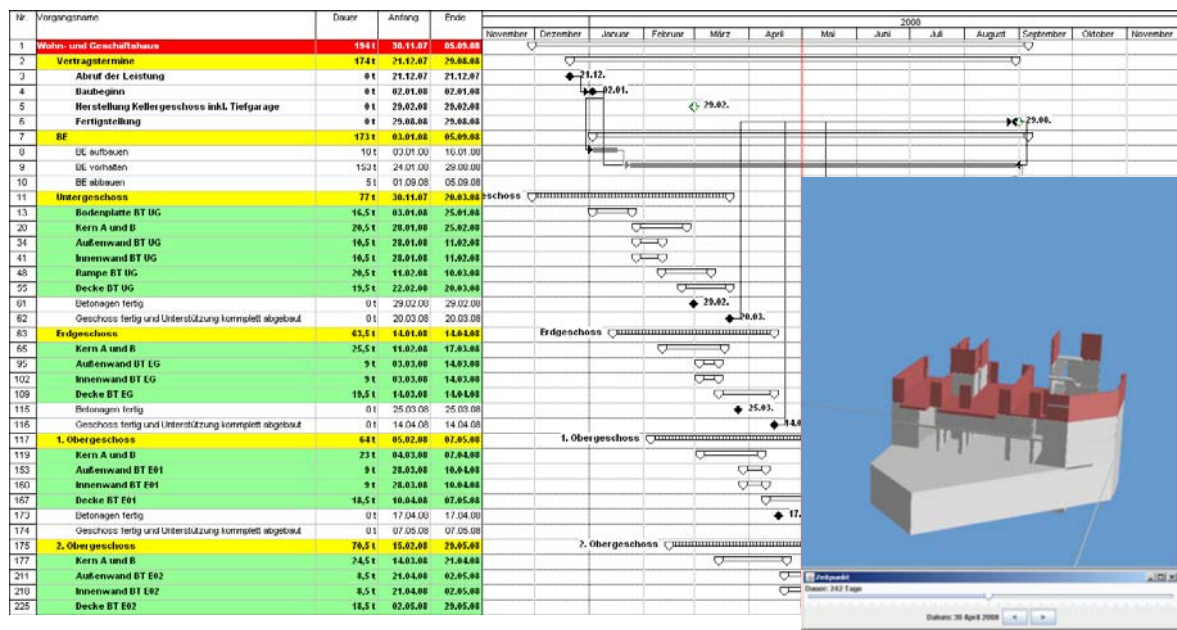 Nr. Vorgangsname Dauer Anfang Ende
2008
November Dezember Januar Februar März April Mai Juni Juli August September Oktober November
1 Wohn- und Geschäftshaus 194 t 30.11.07 05.09.08
2 Vertragstermine 174 t 21.12.07 29.08.08
3 Abruf der Leistung 0 t 21.12.07 21.12.07 21.12.
4 Baubeginn 0 t 02.01.08 02.01.08 02.01.
5 Herstellung Kellergeschoss inkl. Tiefgarage 0 t 29.02.08 29.02.08 29.02.
6 Fertigstellung 0 t 29.08.08 29.08.08 29.08.
7 BE 173 t 03.01.08 05.09.08
8 BE aufbauen 10 t 03.01.08 16.01.08
9 BE vorhalten 153 t 24.01.08 29.08.08
10 BE abbauen 5 t 01.09.08 05.09.08
11 Untergeschoss 77 t 30.11.07 20.03.08 eschoss
13 Bodenplatte BT UG 16,5 t 03.01.08 25.01.08
20 Kern A und B 20,5 t 28.01.08 25.02.08
34 Außenwand BT UG 10,5 t 28.01.08 11.02.08
41 Innenwand BT UG 10,5 t 28.01.08 11.02.08
48 Rampe BT UG 20,5 t 11.02.08 10.03.08
55 Decke BT UG 19,5 t 22.02.08 20.03.08
61 Betonagen fertig 0 t 29.02.08 29.02.08 29.02.
62 Geschoss fertig und Unterstützung kommplett abgebaut 0 t 20.03.08 20.03.08 20.03.
63 Erdgeschoss 63,5 t 14.01.08 14.04.08 Erdgeschoss
65 Kern A und B 25,5 t 11.02.08 17.03.08
95 Außenwand BT EG 9 t 03.03.08 14.03.08
102 Innenwand BT EG 9 t 03.03.08 14.03.08
109 Decke BT EG 19,5 t 14.03.08 14.04.08
115 Betonagen fertig 0 t 25.03.08 25.03.08 25.03.
116 Geschoss fertig und Unterstützung kommplett abgebaut 0 t 14.04.08 14.04.08 14.0
117 1. Obergeschoss 64 t 05.02.08 07.05.08 1. Obergeschoss
119 Kern A und B 23 t 04.03.08 07.04.08
153 Außenwand BT E01 9 t 28.03.08 10.04.08
160 Innenwand BT E01 9 t 28.03.08 10.04.08
167 Decke BT E01 18,5 t 10.04.08 07.05.08
173 Betonagen fertig 0 t 17.04.08 17.04.08 17.
174 Geschoss fertig und Unterstützung kommplett abgebaut 0 t 07.05.08 07.05.08
175 2. Obergeschoss 70,5 t 15.02.08 29.05.08 2. Obergeschoss
177 Kern A und B 24,5 t 14.03.08 21.04.08
211 Außenwand BT E02 8,5 t 21.04.08 02.05.08
218 Innenwand BT E02 8,5 t 21.04.08 02.05.08
225 Decke BT E02 18,5 t 02.05.08 29.05.08
Zeitpunkt
Dauer: 242 Tage
Datum: 30 April 2008 < >